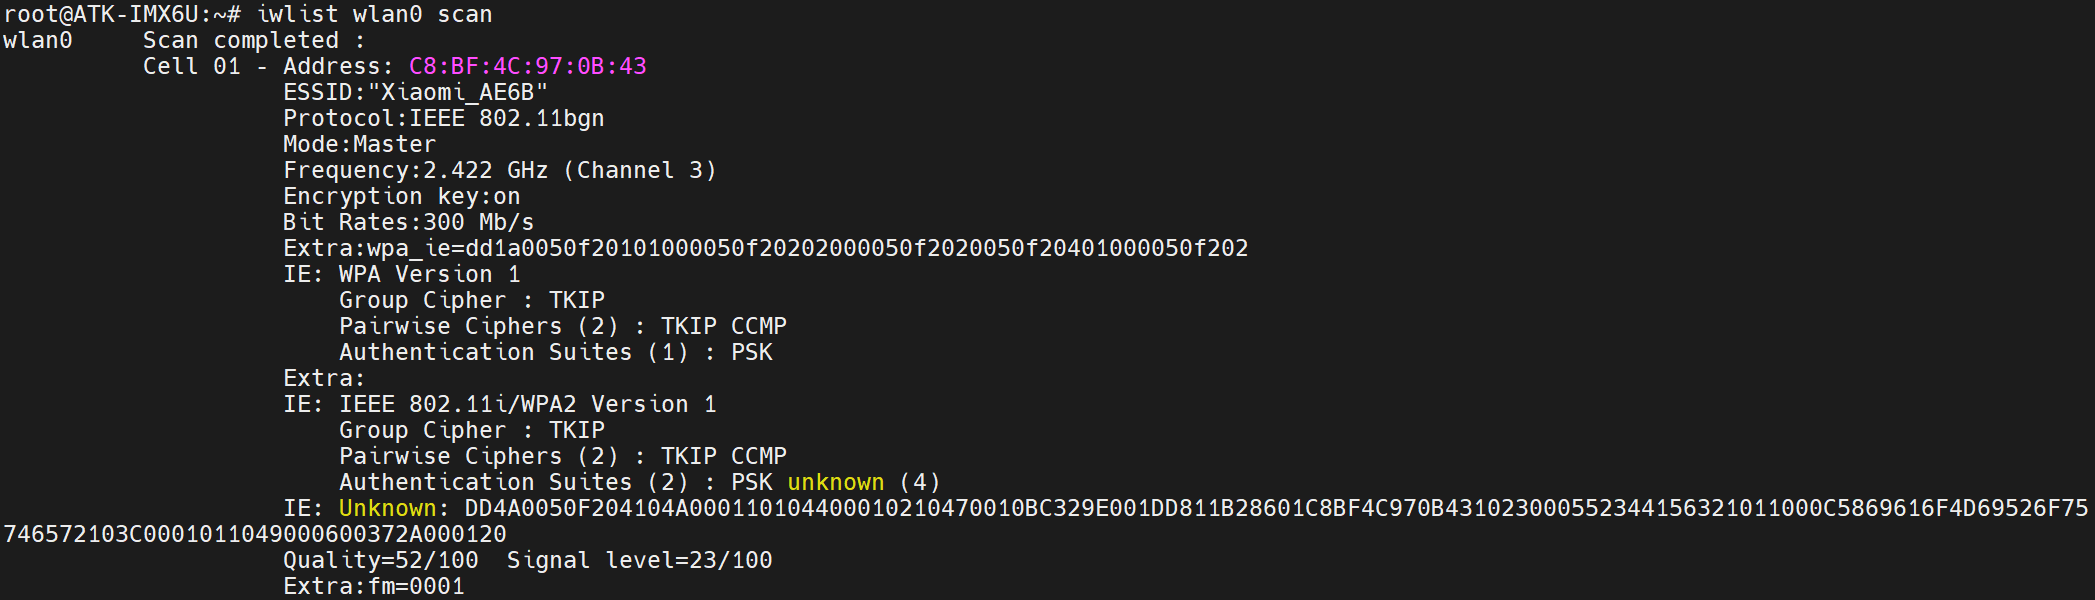 root@ATK-IMX6U:~# iwlist wlan0 scan
wlan0     Scan completed :
          Cell 01 - Address: C8:BF:4C:97:0B:43
                    ESSID:"Xiaomi_AE6B"
                    Protocol:IEEE 802.11bgn
                    Mode:Master
                    Frequency:2.422 GHz (Channel 3)
                    Encryption key:on
                    Bit Rates:300 Mb/s
                    Extra:wpa_ie=dd1a0050f20101000050f20202000050f2020050f20401000050f202
                    IE: WPA Version 1
                        Group Cipher : TKIP
                        Pairwise Ciphers (2) : TKIP CCMP
                        Authentication Suites (1) : PSK
                    Extra:
                    IE: IEEE 802.11i/WPA2 Version 1
                        Group Cipher : TKIP
                        Pairwise Ciphers (2) : TKIP CCMP
                        Authentication Suites (2) : PSK unknown (4)
                    IE: Unknown: DD4A0050F204104A000110104400010210470010BC329E001DD811B28601C8BF4C970B431023000552344156321011000C5869616F4D69526F75
746572103C0001011049000600372A000120
                    Quality=52/100  Signal level=23/100
                    Extra:fm=0001